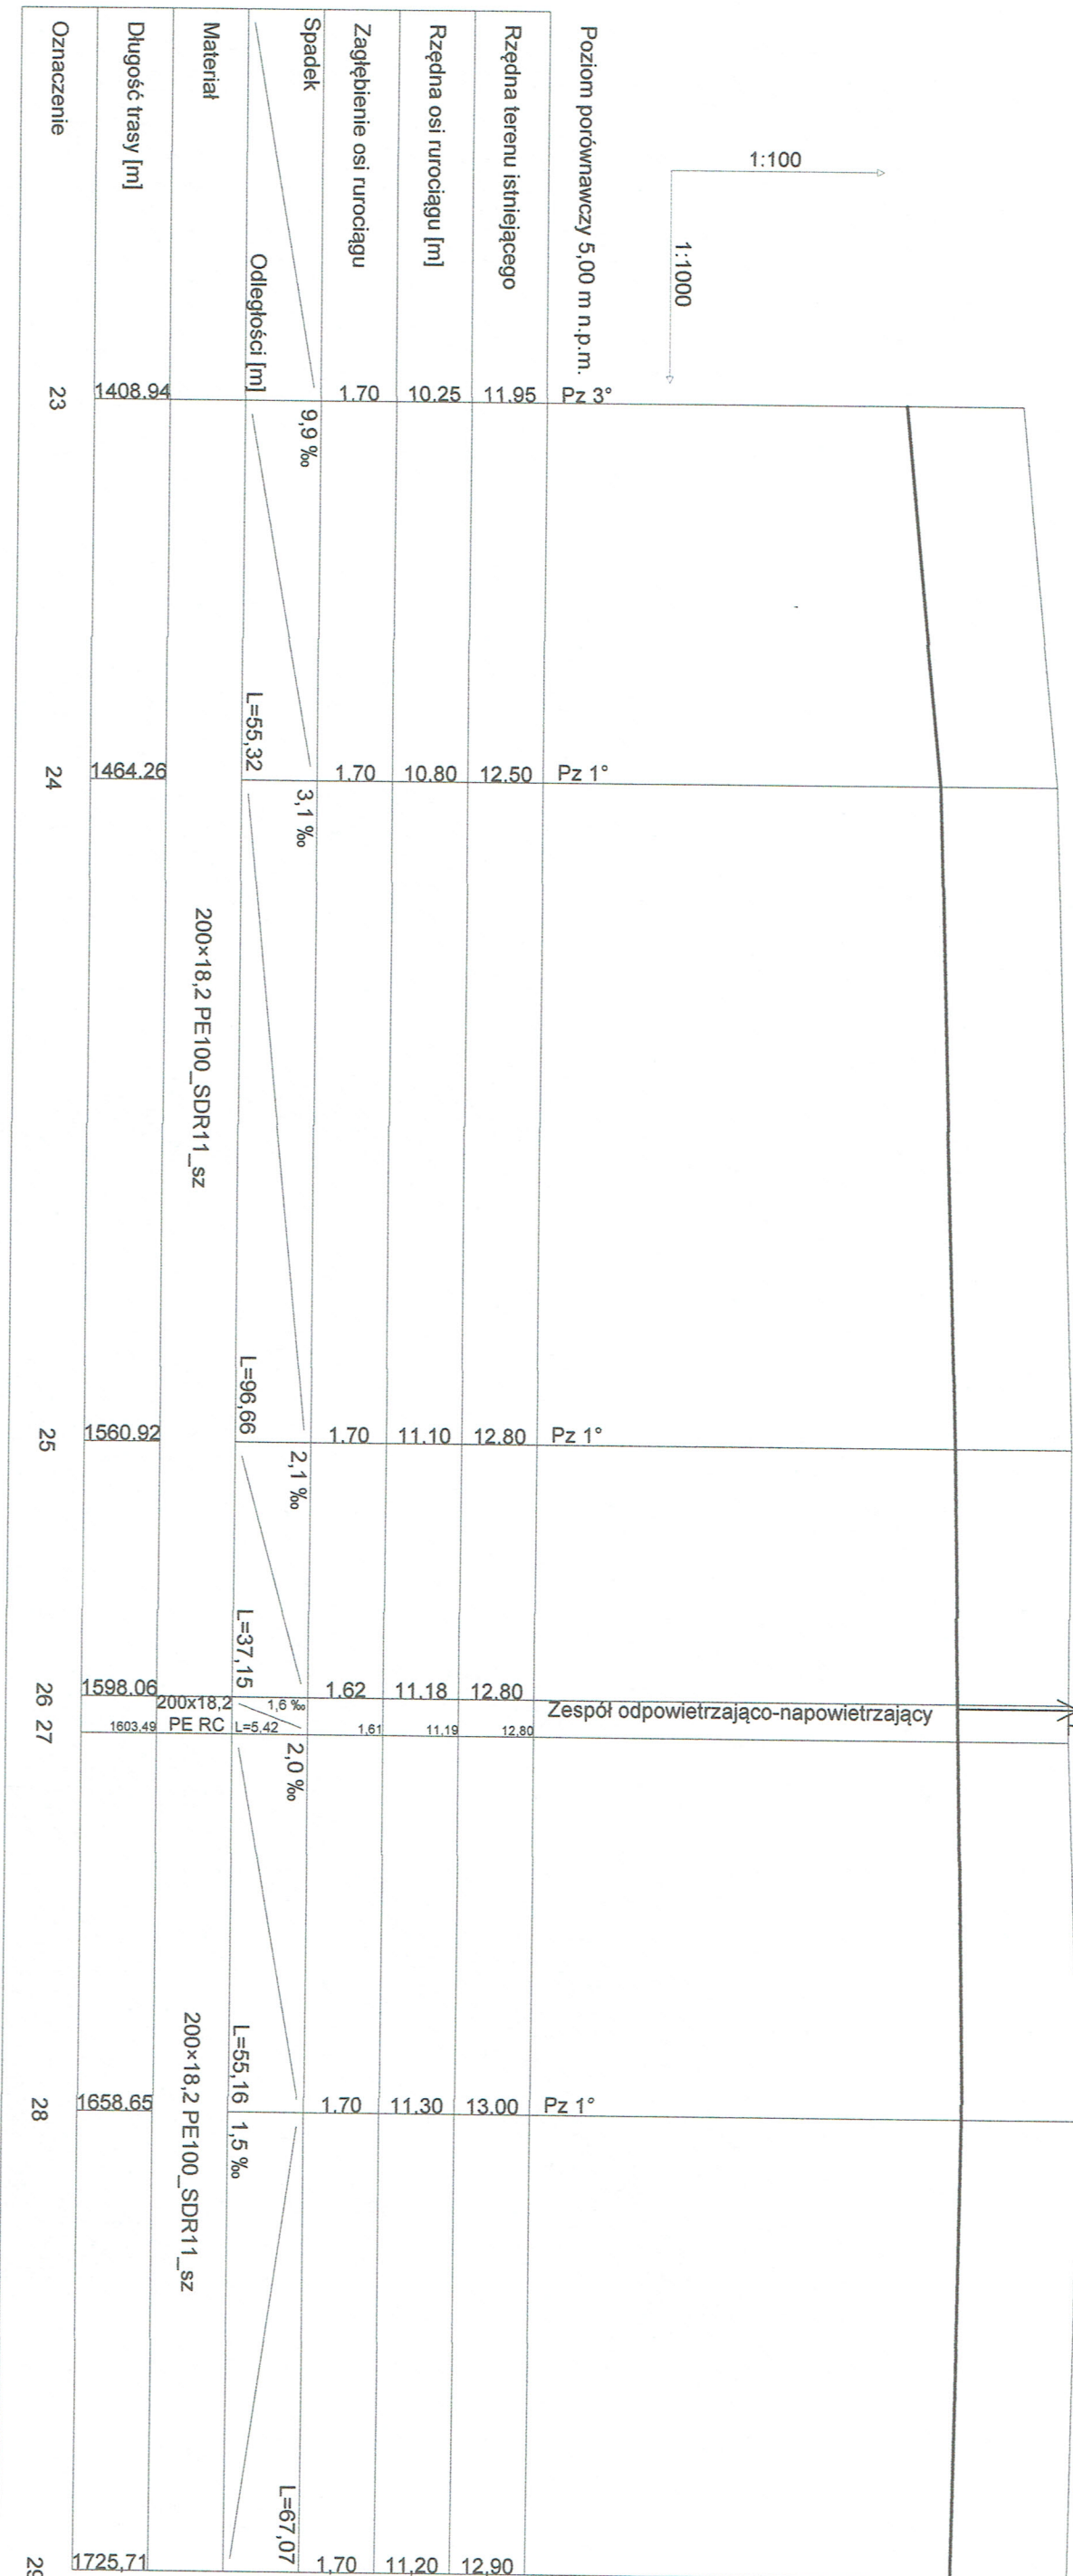 1:100
1:1000
Poziom porównawczy 5,00 m n.p.m.
Pz 3°
Pz 1°
Pz 1°
Zespół odpowietrzająco-napowietrzający
Pz 1°
Rzędna terenu istniejącego
11.95
12.50
12.80
12.80
12,80
13.00
12,90
Rzędna osi rurociągu [m]
10.25
10.80
11.10
11.18
11,19
11.30
11,20
Zagłębienie osi rurociągu
1.70
1.70
1.70
1.62
1,61
1.70
1,70
Spadek
Odległości [m]
9,9 ‰
L=55,32
3,1 ‰
L=96,66
2,1 ‰
L=37,15
1,6 ‰
L=5,42
2,0 ‰
L=55,16
1,5 ‰
L=67,07
Materiał
200×18,2 PE100_SDR11_sz
200x18,2
PE RC
200×18,2 PE100_SDR11_sz
Długość trasy [m]
1408.94
1464.26
1560.92
1598.06
1603,49
1658.65
1725,71
Oznaczenie
23
24
25
26
27
28
29